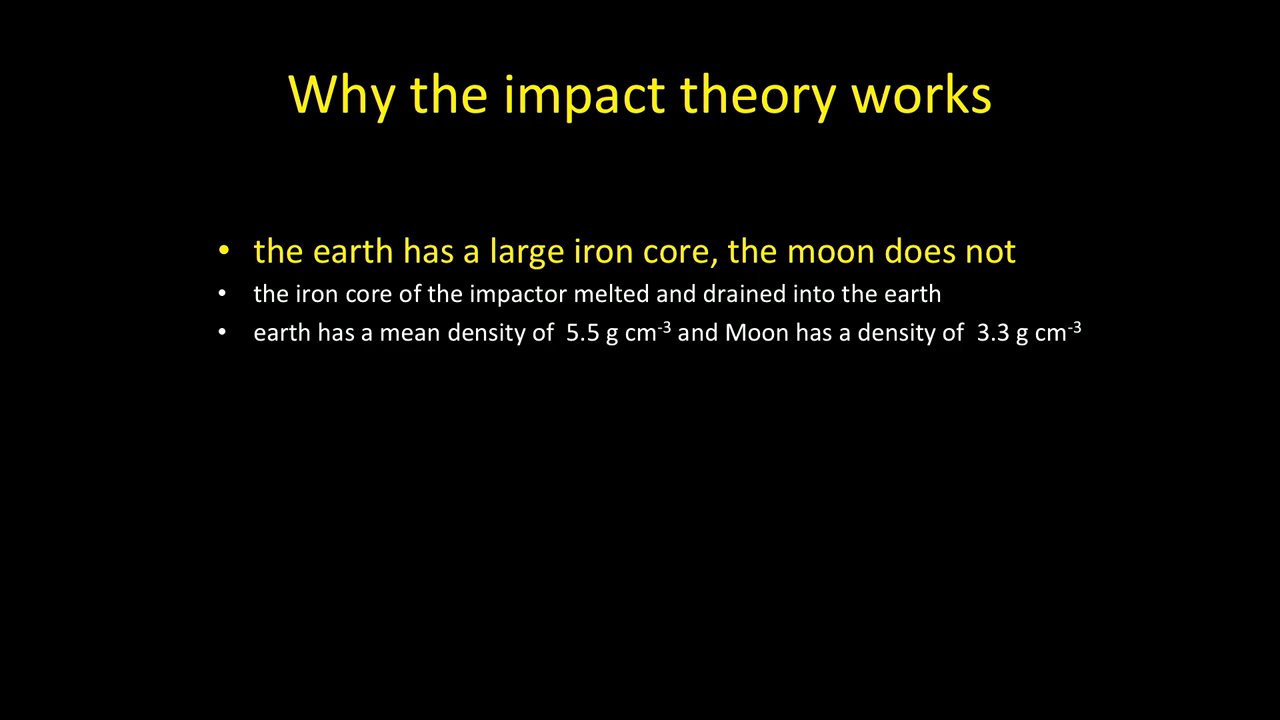 Why the impact theory works
• the earth has a large iron core, the moon does not
• the iron core of the impactor melted and drained into the earth
• earth has a mean density of  5.5 g cm⁻³ and Moon has a density of  3.3 g cm⁻³